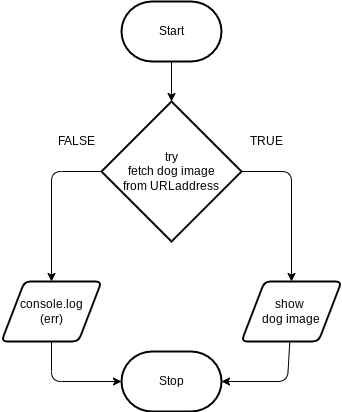 Start
FALSE
TRUE
try
fetch dog image
from URLaddress
console.log
(err)
show
dog image
Stop